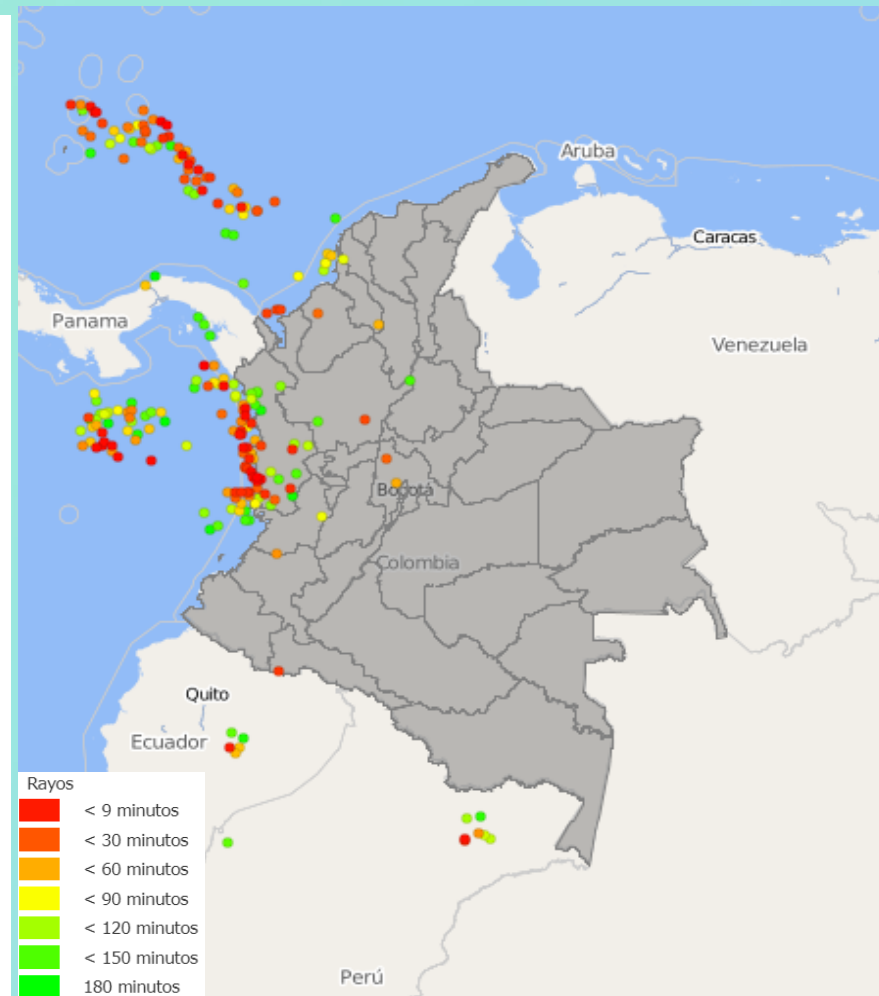 Aruba
Caracas
Panama
Venezuela
Bogotá
Colombia
Quito
Ecuador
Rayos
< 9 minutos
< 30 minutos
< 60 minutos
< 90 minutos
< 120 minutos
< 150 minutos
180 minutos
Perú